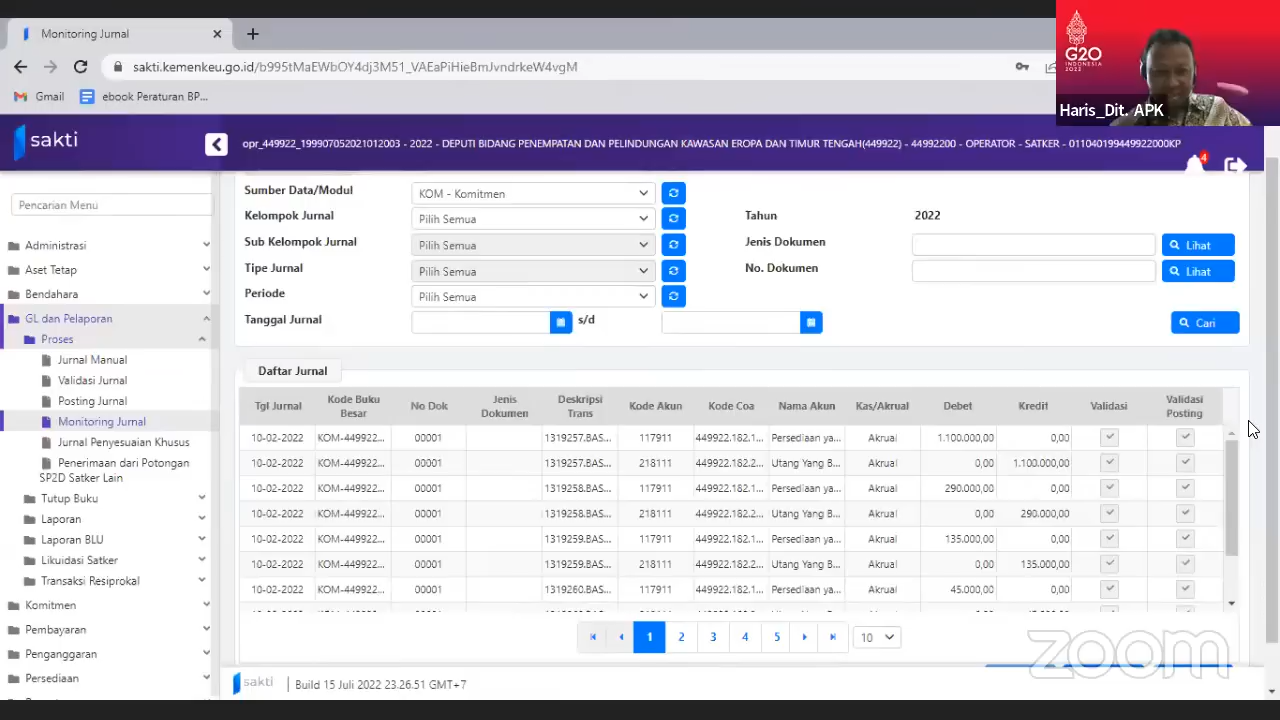 Monitoring Jurnal
sakti.kemenkeu.go.id/b995tMaEWbOY4dj3M51_VAEaPiHieBmJvndrkeW4vgM
Gmail ebook Peraturan BP...
G20
INDONESIA
2022
Haris_Dit. APK
sakti
opr_449922_199907052021012003 - 2022 - DEPUTI BIDANG PENEMPATAN DAN PELINDUNGAN KAWASAN EROPA DAN TIMUR TENGAH(449922) - 44992200 - OPERATOR - SATKER - 011040199449922000KP
4
Pencarian Menu
Administrasi
Aset Tetap
Bendahara
GL dan Pelaporan
Proses
Jurnal Manual
Validasi Jurnal
Posting Jurnal
Monitoring Jurnal
Jurnal Penyesuaian Khusus
Penerimaan dari Potongan
SP2D Satker Lain
Tutup Buku
Laporan
Laporan BLU
Likuidasi Satker
Transaksi Resiprokal
Komitmen
Pembayaran
Penganggaran
Persediaan
Sumber Data/Modul KOM - Komitmen
Kelompok Jurnal Pilih Semua Tahun 2022
Sub Kelompok Jurnal Pilih Semua Jenis Dokumen Lihat
Tipe Jurnal Pilih Semua No. Dokumen Lihat
Periode Pilih Semua
Tanggal Jurnal s/d Cari
Daftar Jurnal
Tgl Jurnal Kode Buku Besar No Dok Jenis Dokumen Deskripsi Trans Kode Akun Kode Coa Nama Akun Kas/Akrual Debet Kredit Validasi Validasi Posting
10-02-2022 KOM-449922... 00001 1319257.BAS... 117911 449922.182.1... Persediaan ya... Akrual 1.100.000,00 0,00
10-02-2022 KOM-449922... 00001 1319257.BAS... 218111 449922.182.2... Utang Yang B... Akrual 0,00 1.100.000,00
10-02-2022 KOM-449922... 00001 1319258.BAS... 117911 449922.182.1... Persediaan ya... Akrual 290.000,00 0,00
10-02-2022 KOM-449922... 00001 1319258.BAS... 218111 449922.182.2... Utang Yang B... Akrual 0,00 290.000,00
10-02-2022 KOM-449922... 00001 1319259.BAS... 117911 449922.182.1... Persediaan ya... Akrual 135.000,00 0,00
10-02-2022 KOM-449922... 00001 1319259.BAS... 218111 449922.182.2... Utang Yang B... Akrual 0,00 135.000,00
10-02-2022 KOM-449922... 00001 1319260.BAS... 117911 449922.182.1... Persediaan ya... Akrual 45.000,00 0,00
1 2 3 4 5 10
zoom
sakti Build 15 Juli 2022 23.26.51 GMT+7